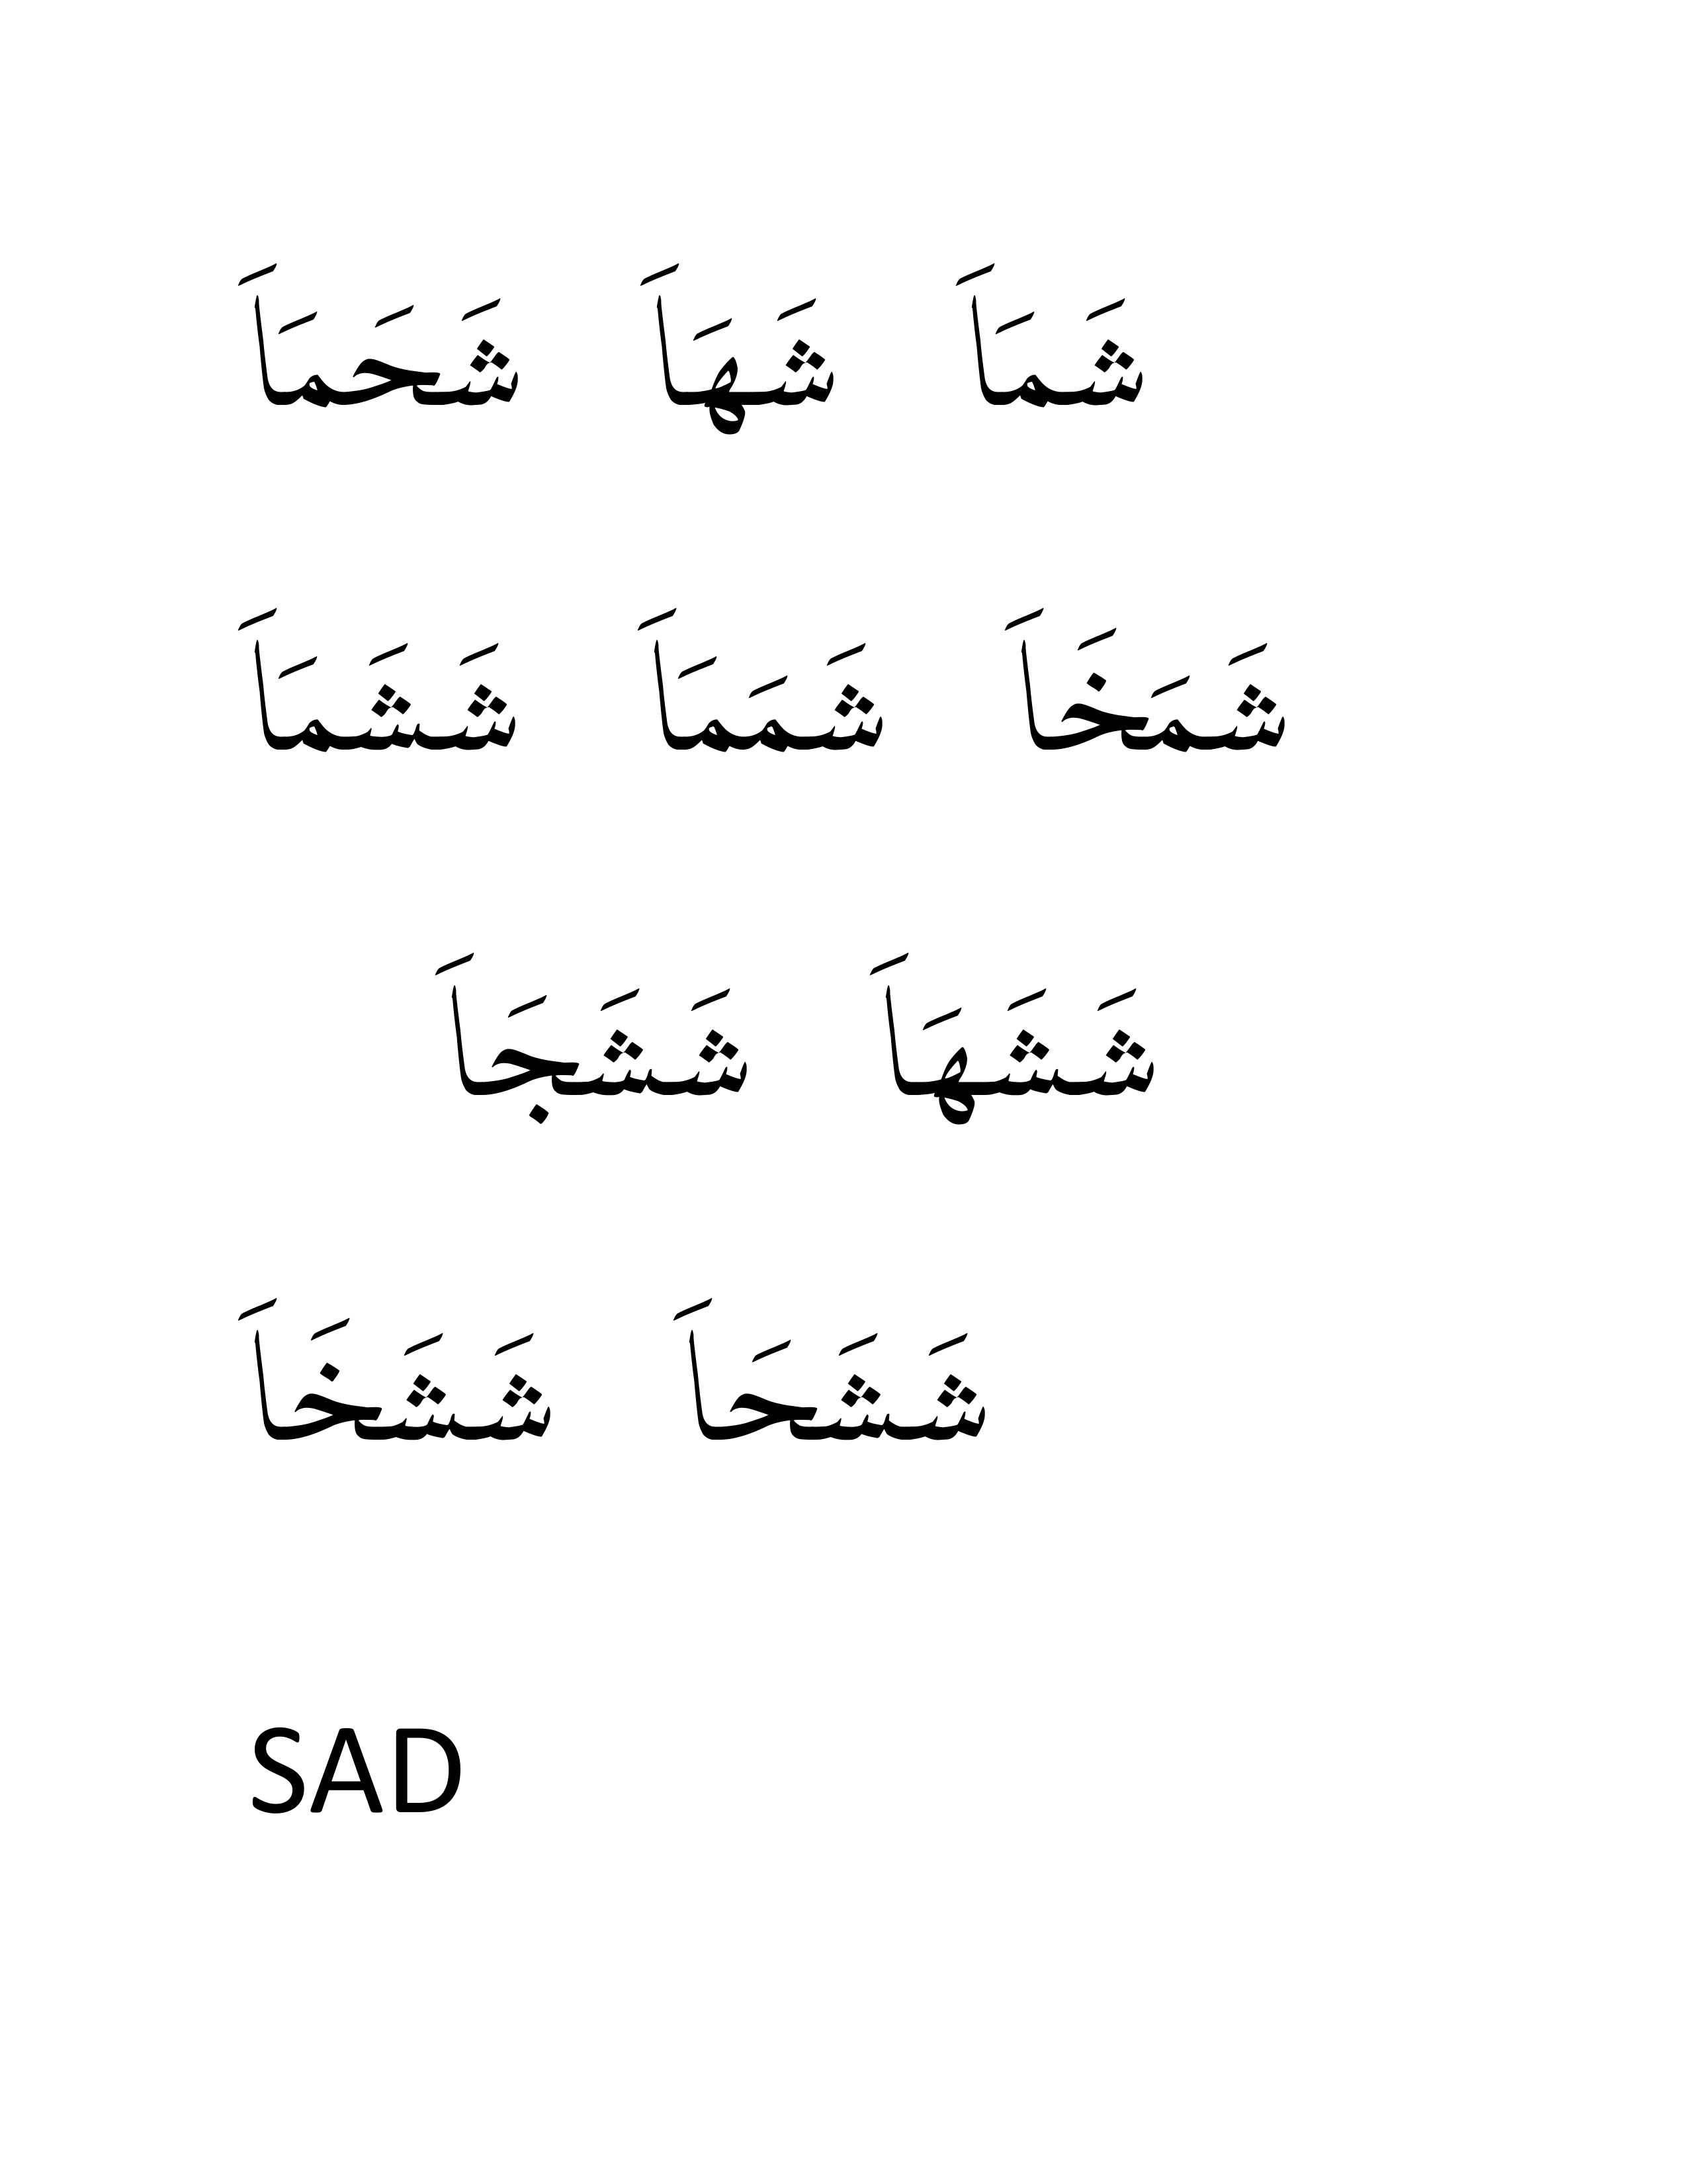 شَمَاَ شَهَاَ شَحَمَاَ
شَمَخَاَ شَمَمَاَ شَشَمَاَ
شَشَهَاَ شَشَجَاَ
شَشَحَاَ شَشَخَاَ
SAD